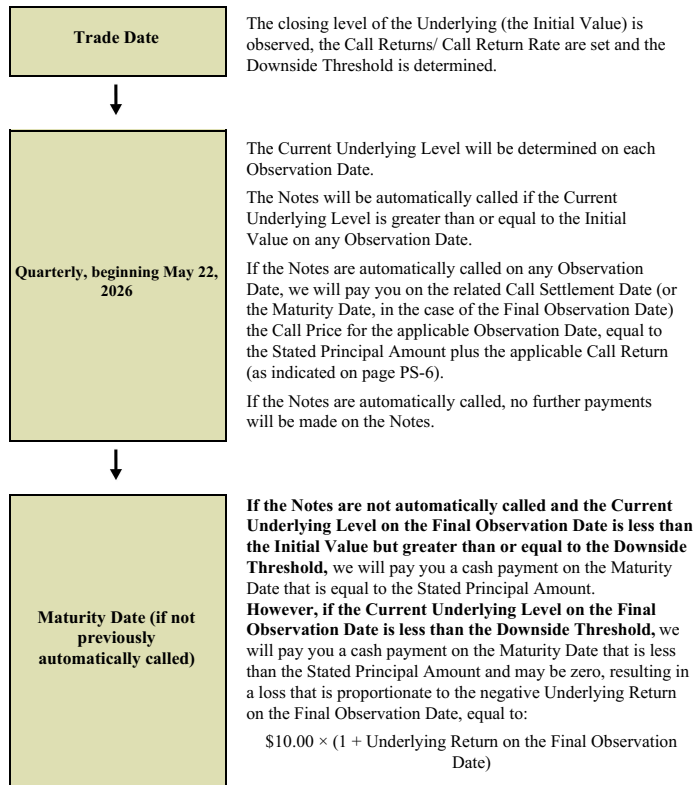 Trade Date
The closing level of the Underlying (the Initial Value) is
observed, the Call Returns/ Call Return Rate are set and the
Downside Threshold is determined.
Quarterly, beginning May 22,
2026
The Current Underlying Level will be determined on each
Observation Date.
The Notes will be automatically called if the Current
Underlying Level is greater than or equal to the Initial
Value on any Observation Date.
If the Notes are automatically called on any Observation
Date, we will pay you on the related Call Settlement Date (or
the Maturity Date, in the case of the Final Observation Date)
the Call Price for the applicable Observation Date, equal to
the Stated Principal Amount plus the applicable Call Return
(as indicated on page PS-6).
If the Notes are automatically called, no further payments
will be made on the Notes.
Maturity Date (if not
previously
automatically called)
If the Notes are not automatically called and the Current
Underlying Level on the Final Observation Date is less than
the Initial Value but greater than or equal to the Downside
Threshold, we will pay you a cash payment on the Maturity
Date that is equal to the Stated Principal Amount.
However, if the Current Underlying Level on the Final
Observation Date is less than the Downside Threshold, we
will pay you a cash payment on the Maturity Date that is less
than the Stated Principal Amount and may be zero, resulting in
a loss that is proportionate to the negative Underlying Return
on the Final Observation Date, equal to:
$10.00 × (1 + Underlying Return on the Final Observation
Date)